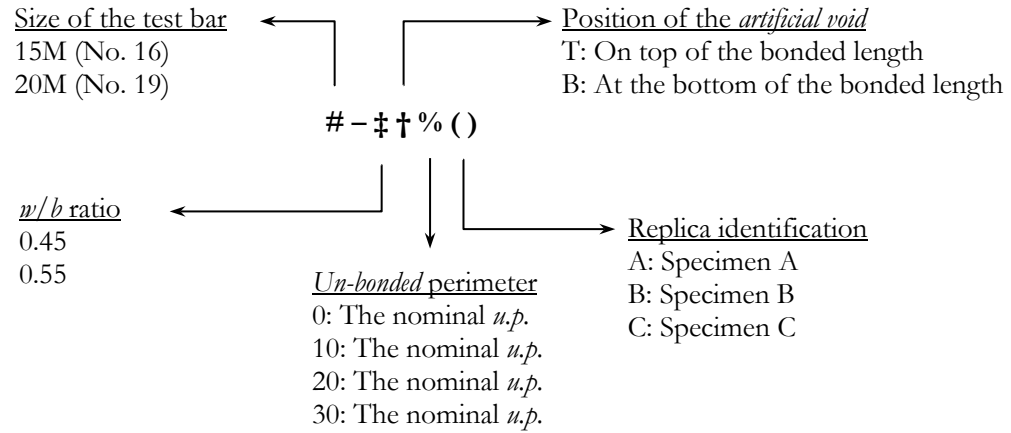 Size of the test bar
15M (No. 16)
20M (No. 19)
Position of the artificial void
T: On top of the bonded length
B: At the bottom of the bonded length
# – ‡ † % ( )
w/b ratio
0.45
0.55
Un-bonded perimeter
0: The nominal u.p.
10: The nominal u.p.
20: The nominal u.p.
30: The nominal u.p.
Replica identification
A: Specimen A
B: Specimen B
C: Specimen C